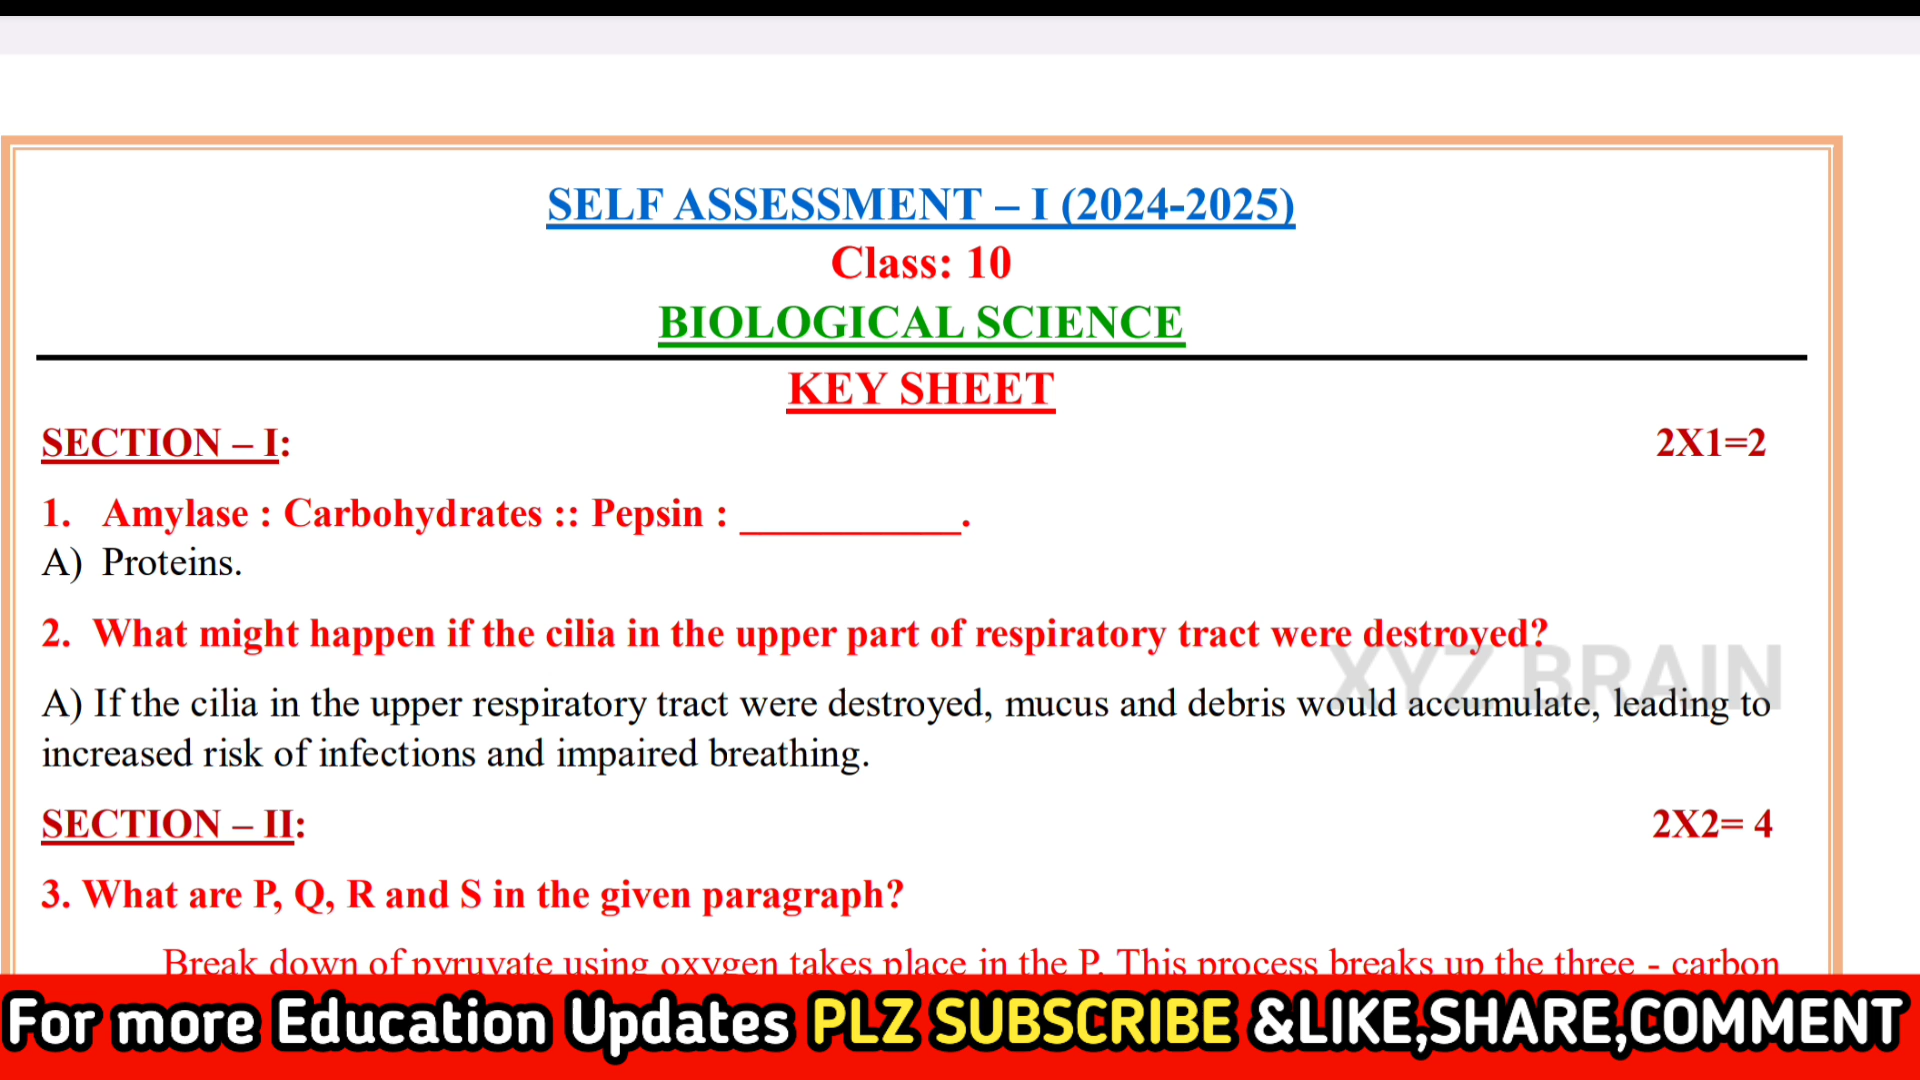 SELF ASSESSMENT – I (2024-2025)
Class: 10
BIOLOGICAL SCIENCE
KEY SHEET
SECTION – I: 2X1=2
1. Amylase : Carbohydrates :: Pepsin : ___________.
A) Proteins.
2. What might happen if the cilia in the upper part of respiratory tract were destroyed?
XYZ BRAIN
A) If the cilia in the upper respiratory tract were destroyed, mucus and debris would accumulate, leading to
increased risk of infections and impaired breathing.
SECTION – II: 2X2= 4
3. What are P, Q, R and S in the given paragraph?
Break down of pyruvate using oxygen takes place in the P. This process breaks up the three - carbon
For more Education Updates PLZ SUBSCRIBE &LIKE,SHARE,COMMENT